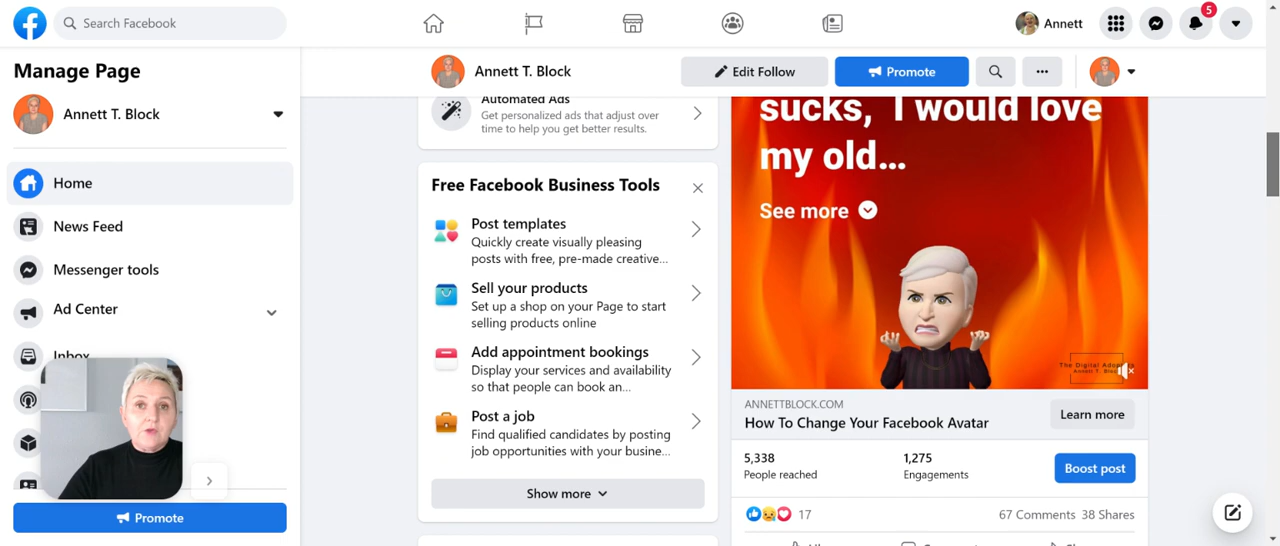 Search Facebook
Annett
5
Manage Page
Annett T. Block
Home
News Feed
Messenger tools
Ad Center
Inbox
Promote
Annett T. Block
Edit Follow
Promote
Automated Ads
Get personalized ads that adjust over
time to help you get better results.
Free Facebook Business Tools
Post templates
Quickly create visually pleasing
posts with free, pre-made creative...
Sell your products
Set up a shop on your Page to start
selling products online
Add appointment bookings
Display your services and availability
so that people can book an...
Post a job
Find qualified candidates by posting
job opportunities with your busine...
Show more
sucks, I would love
my old...
See more
The Digital Adop
Annett T. Bloc
ANNETTBLOCK.COM
How To Change Your Facebook Avatar
Learn more
5,338
People reached
1,275
Engagements
Boost post
17
67 Comments 38 Shares